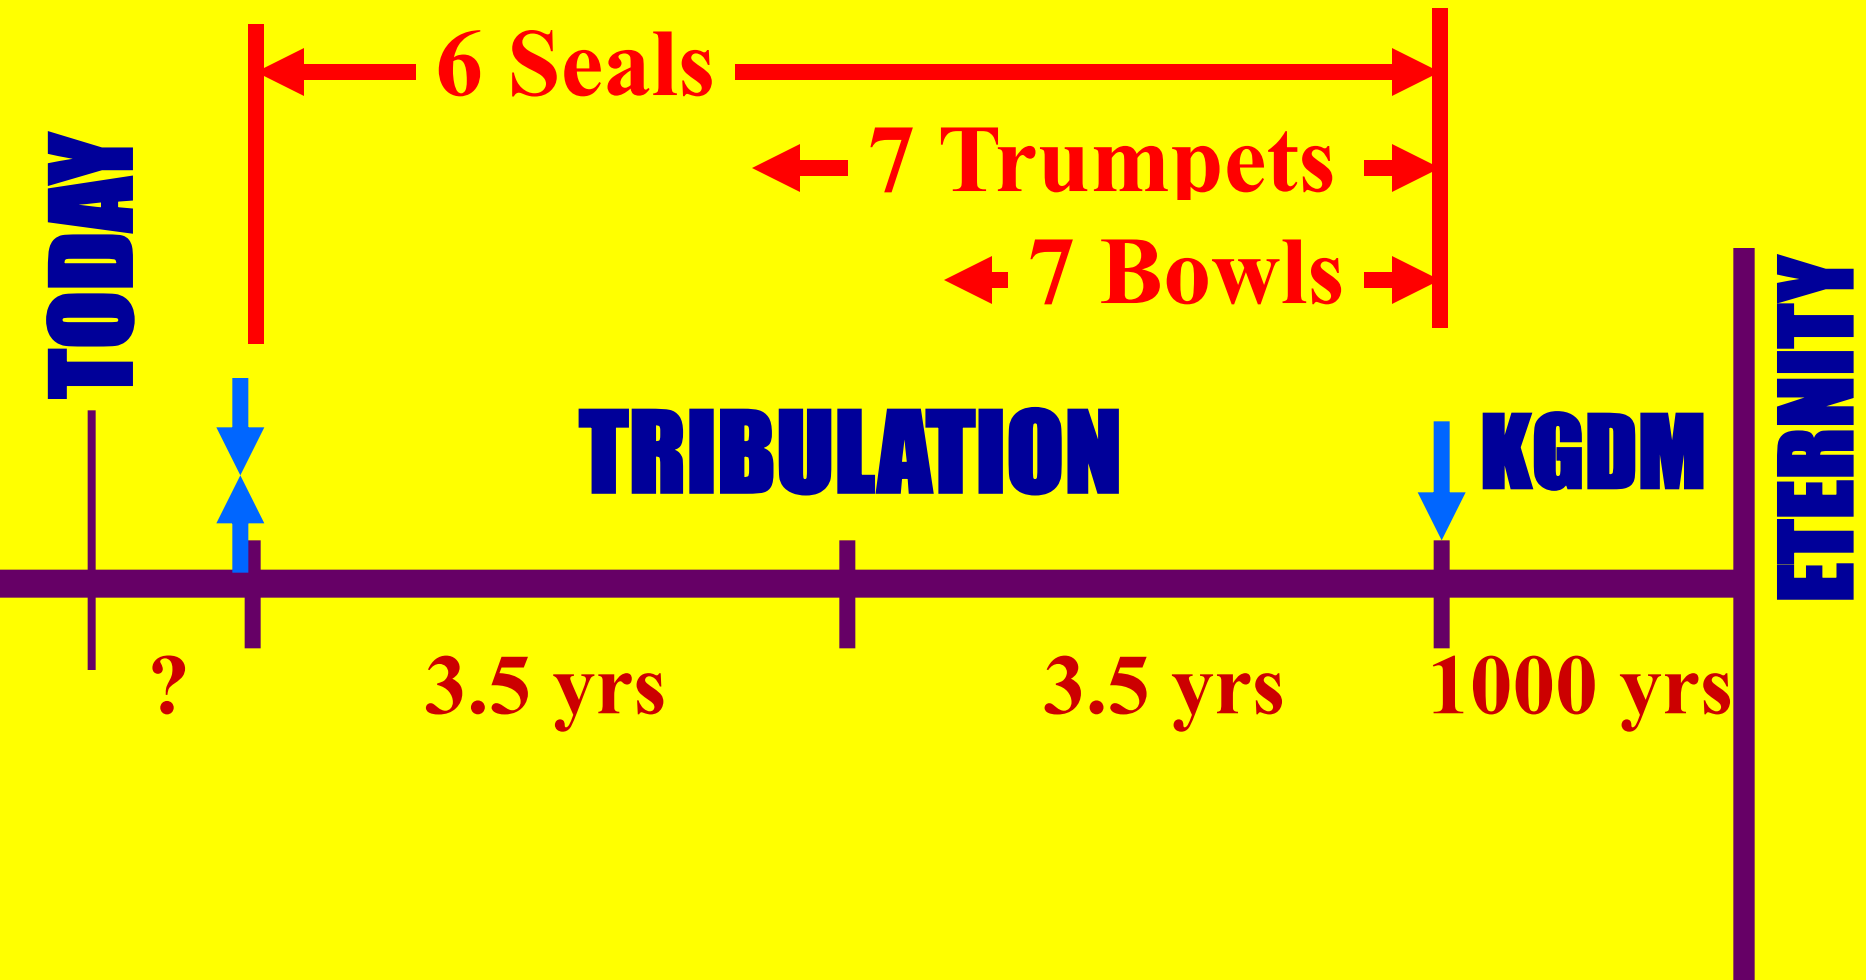 6 Seals
7 Trumpets
7 Bowls
TODAY
TRIBULATION
KGDM
ETERNITY
?
3.5 yrs
3.5 yrs
1000 yrs